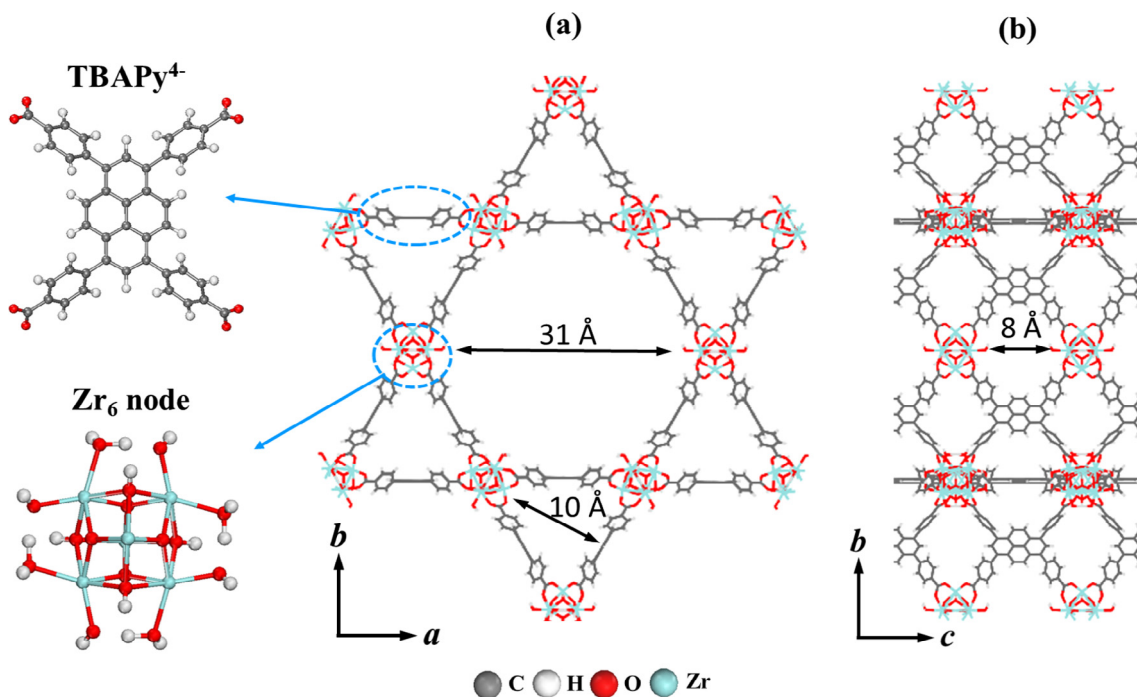 (a)
(b)
TBAPy⁴⁻
31 Å
8 Å
Zr₆ node
10 Å
b
a
b
c
C H O Zr